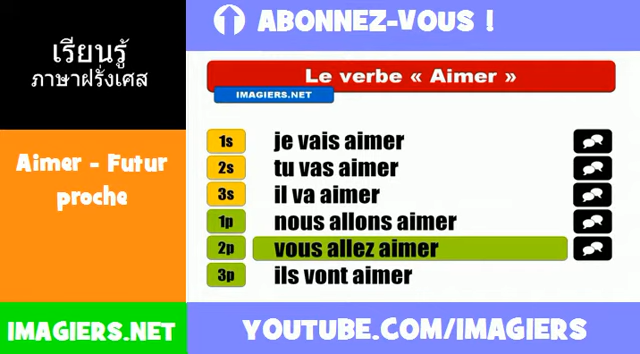 เรียนรู้
ภาษาฝรั่งเศส
Aimer - Futur
proche
IMAGIERS.NET
ABONNEZ-VOUS !
Le verbe « Aimer »
IMAGIERS.NET
1s je vais aimer
2s tu vas aimer
3s il va aimer
1p nous allons aimer
2p vous allez aimer
3p ils vont aimer
YOUTUBE.COM/IMAGIERS